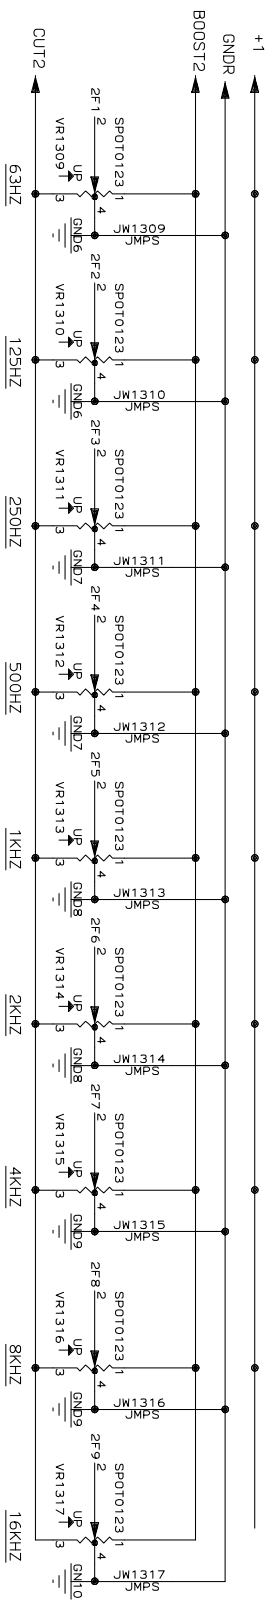 +1
GNDR
BOOST2
CUT2
2F1 2
SPOT0123
1
VR1309
UP
3
4
GND6
JW1309
JMPS
63HZ
2F2 2
SPOT0123
1
VR1310
UP
3
4
GND6
JW1310
JMPS
125HZ
2F3 2
SPOT0123
1
VR1311
UP
3
4
GND7
JW1311
JMPS
250HZ
2F4 2
SPOT0123
1
VR1312
UP
3
4
GND7
JW1312
JMPS
500HZ
2F5 2
SPOT0123
1
VR1313
UP
3
4
GND8
JW1313
JMPS
1KHZ
2F6 2
SPOT0123
1
VR1314
UP
3
4
GND8
JW1314
JMPS
2KHZ
2F7 2
SPOT0123
1
VR1315
UP
3
4
GND9
JW1315
JMPS
4KHZ
2F8 2
SPOT0123
1
VR1316
UP
3
4
GND9
JW1316
JMPS
8KHZ
2F9 2
SPOT0123
1
VR1317
UP
3
4
GN10
JW1317
JMPS
16KHZ